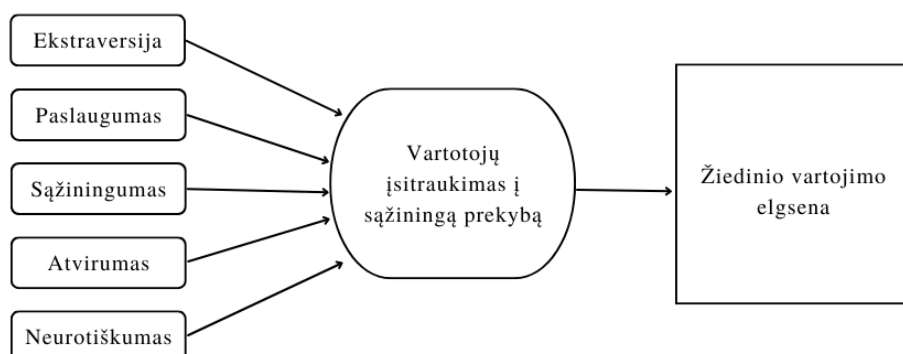 Ekstraversija
Paslaugumas
Sąžiningumas
Atvirumas
Neurotiškumas
Vartotojų
įsitraukimas į
sąžiningą prekybą
Žiedinio vartojimo
elgsena